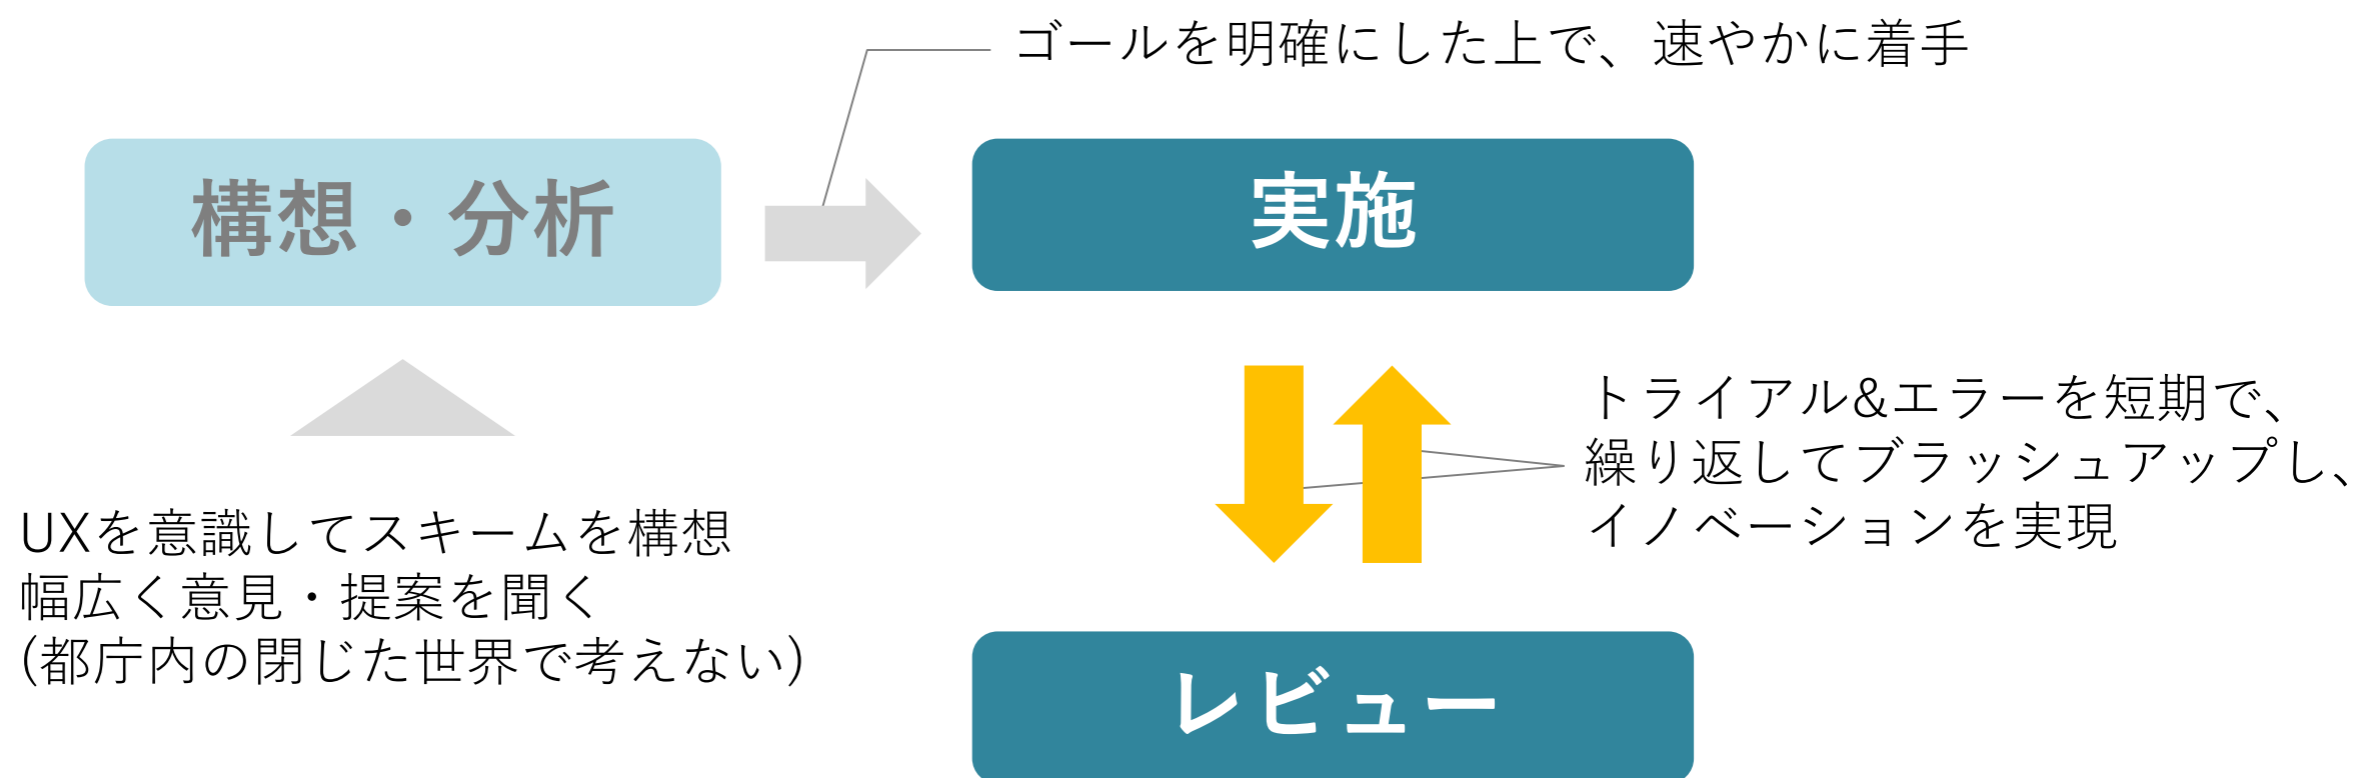 ゴールを明確にした上で、速やかに着手
構想・分析
実施
トライアル&エラーを短期で、
繰り返してブラッシュアップし、
イノベーションを実現
UXを意識してスキームを構想
幅広く意見・提案を聞く
(都庁内の閉じた世界で考えない)
レビュー